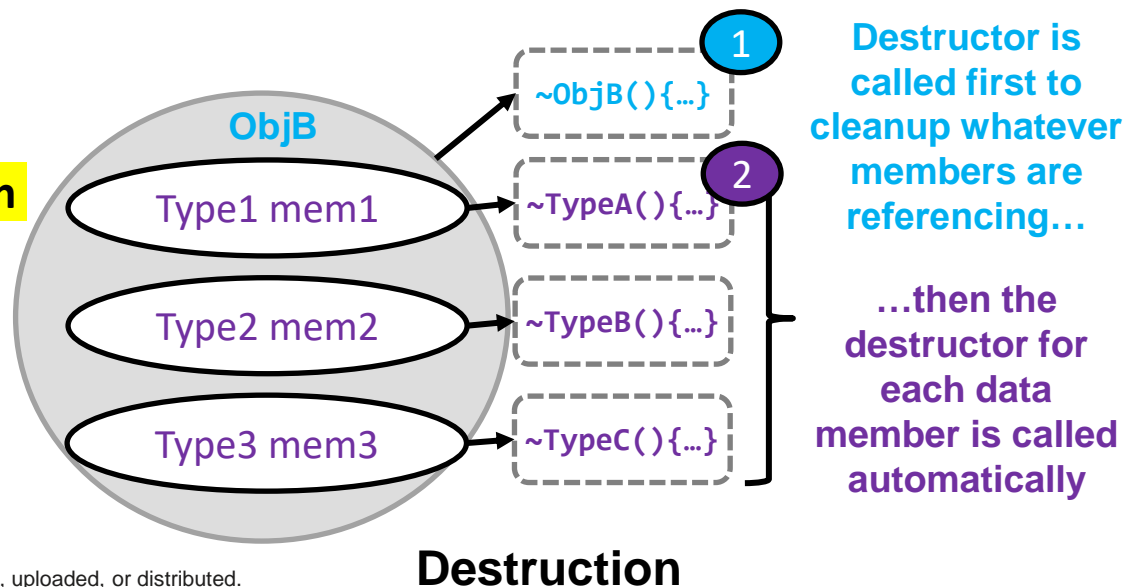 1
~ObjB(){…}
Destructor is
called first to
cleanup whatever
members are
referencing…
ObjB
2
Type1 mem1
~TypeA(){…}
Type2 mem2
~TypeB(){…}
Type3 mem3
~TypeC(){…}
…then the
destructor for
each data
member is called
automatically
, uploaded, or distributed.
Destruction